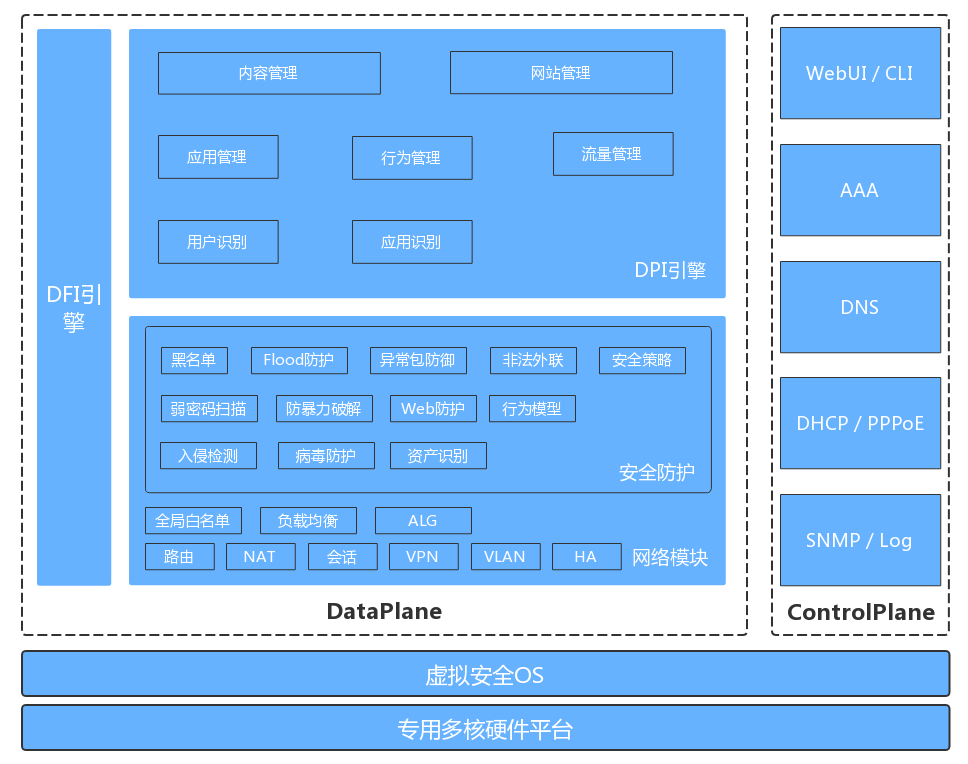 DFI引
擎
内容管理
网站管理
应用管理
行为管理
流量管理
用户识别
应用识别
DPI引擎
黑名单
Flood防护
异常包防御
非法外联
安全策略
弱密码扫描
防暴力破解
Web防护
行为模型
入侵检测
病毒防护
资产识别
安全防护
全局白名单
负载均衡
ALG
路由
NAT
会话
VPN
VLAN
HA
网络模块
DataPlane
WebUI / CLI
AAA
DNS
DHCP / PPPoE
SNMP / Log
ControlPlane
虚拟安全OS
专用多核硬件平台